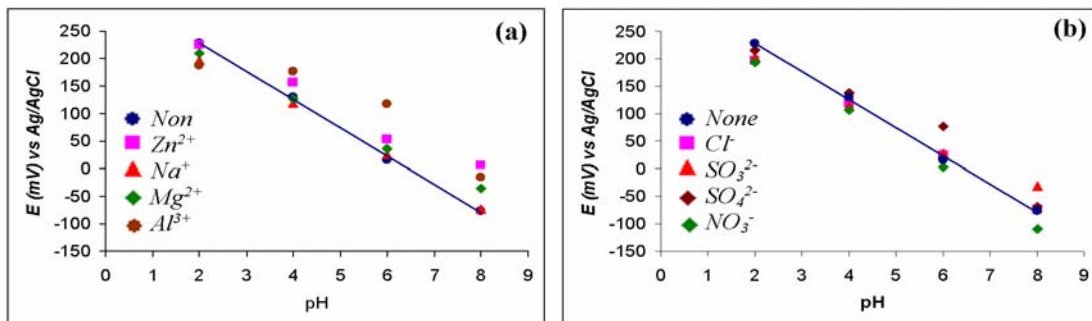 (a)
E (mV) vs Ag/AgCl
250
200
150
100
50
0
-50
-100
-150
Non
Zn²⁺
Na⁺
Mg²⁺
Al³⁺
0 1 2 3 4 5 6 7 8 9
pH
(b)
E (mV) vs Ag/AgCl
250
200
150
100
50
0
-50
-100
-150
None
Cl⁻
SO₃²⁻
SO₄²⁻
NO₃⁻
0 1 2 3 4 5 6 7 8 9
pH